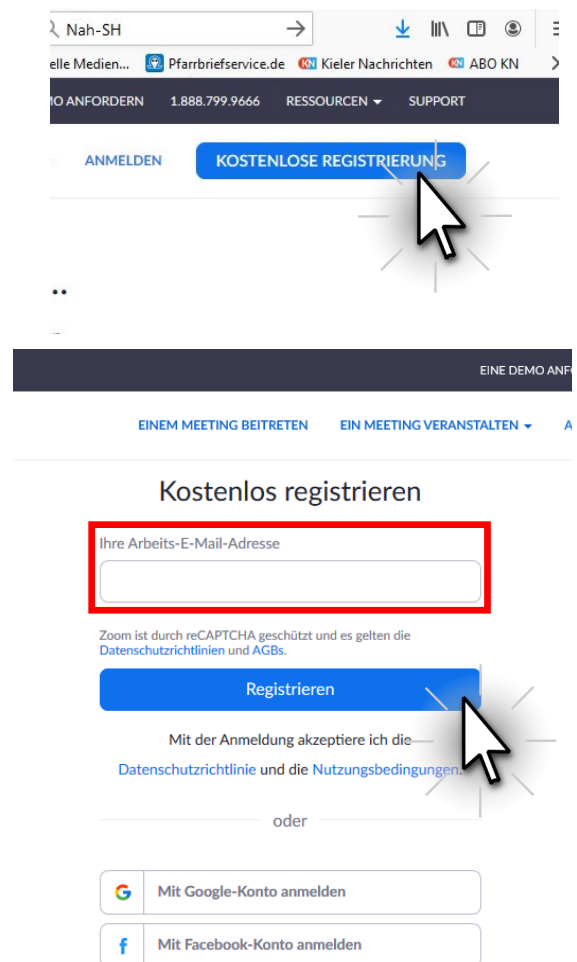 Nah-SH
elle Medien... Pfarrbriefservice.de KN Kieler Nachrichten KN ABO KN
MO ANFORDERN 1.888.799.9666 RESSOURCEN SUPPORT
ANMELDEN KOSTENLOSE REGISTRIERUNG
EINE DEMO ANFO
EINEM MEETING BEITRETEN EIN MEETING VERANSTALTEN A
Kostenlos registrieren
Ihre Arbeits-E-Mail-Adresse
Zoom ist durch reCAPTCHA geschützt und es gelten die
Datenschutzrichtlinien und AGBs.
Registrieren
Mit der Anmeldung akzeptiere ich die
Datenschutzrichtlinie und die Nutzungsbedingungen.
oder
Mit Google-Konto anmelden
Mit Facebook-Konto anmelden